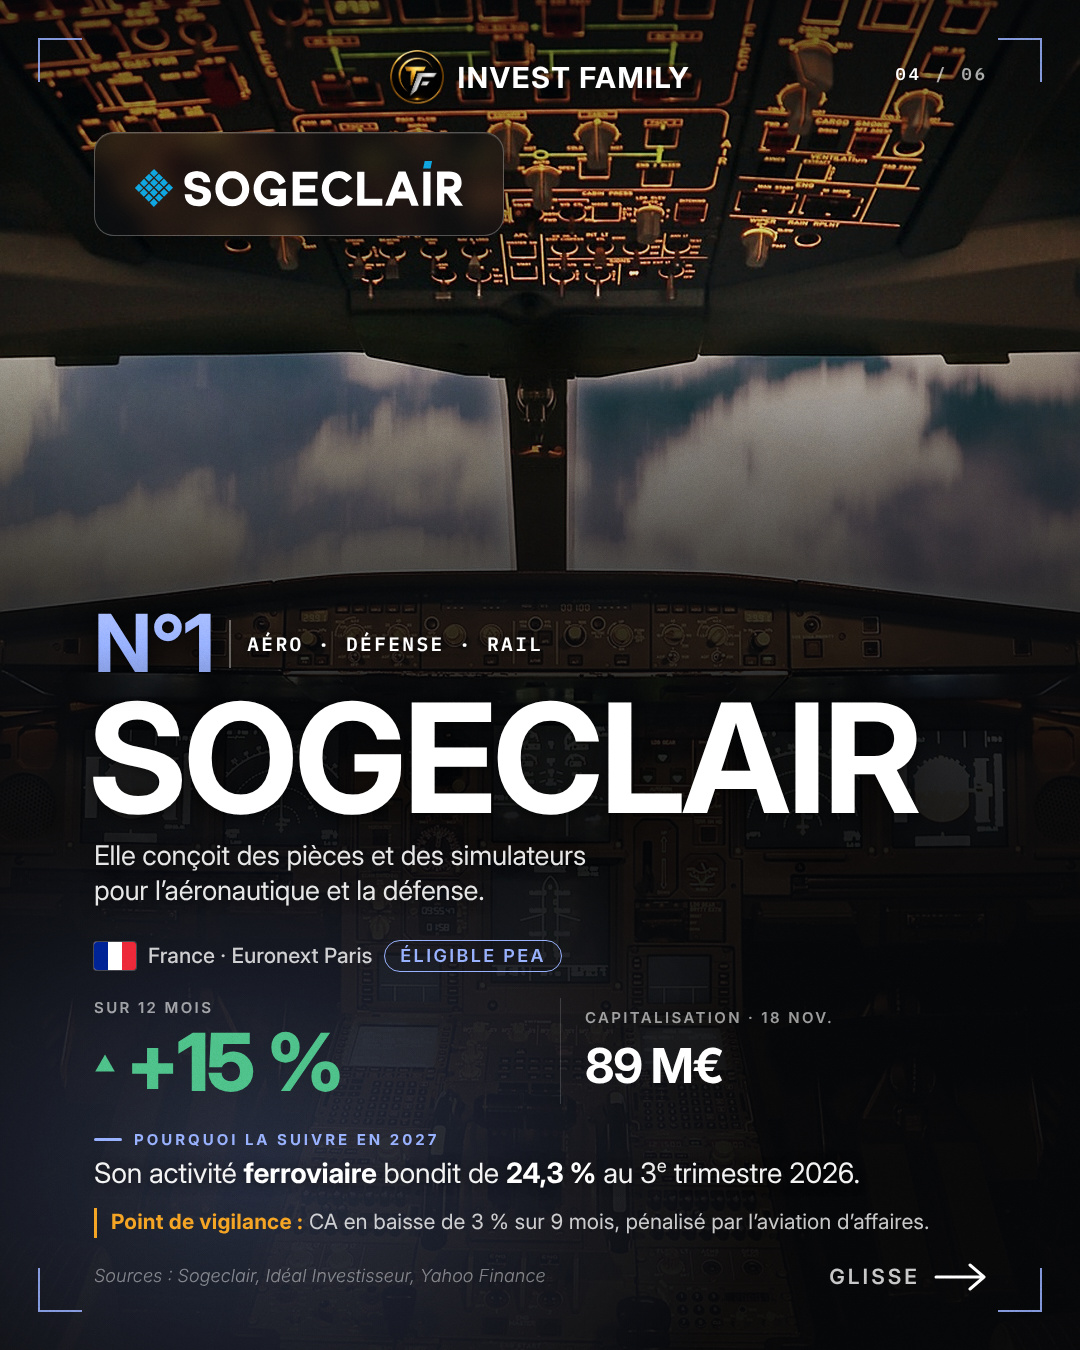 INVEST FAMILY
04 / 06
SOGECLAIR
N°1
AÉRO · DÉFENSE · RAIL
SOGECLAIR
Elle conçoit des pièces et des simulateurs
pour l’aéronautique et la défense.
France · Euronext Paris
ÉLIGIBLE PEA
SUR 12 MOIS
+15 %
CAPITALISATION · 18 NOV.
89 M€
POURQUOI LA SUIVRE EN 2027
Son activité ferroviaire bondit de 24,3 % au 3e trimestre 2026.
Point de vigilance : CA en baisse de 3 % sur 9 mois, pénalisé par l’aviation d’affaires.
Sources : Sogeclair, Idéal Investisseur, Yahoo Finance
GLISSE